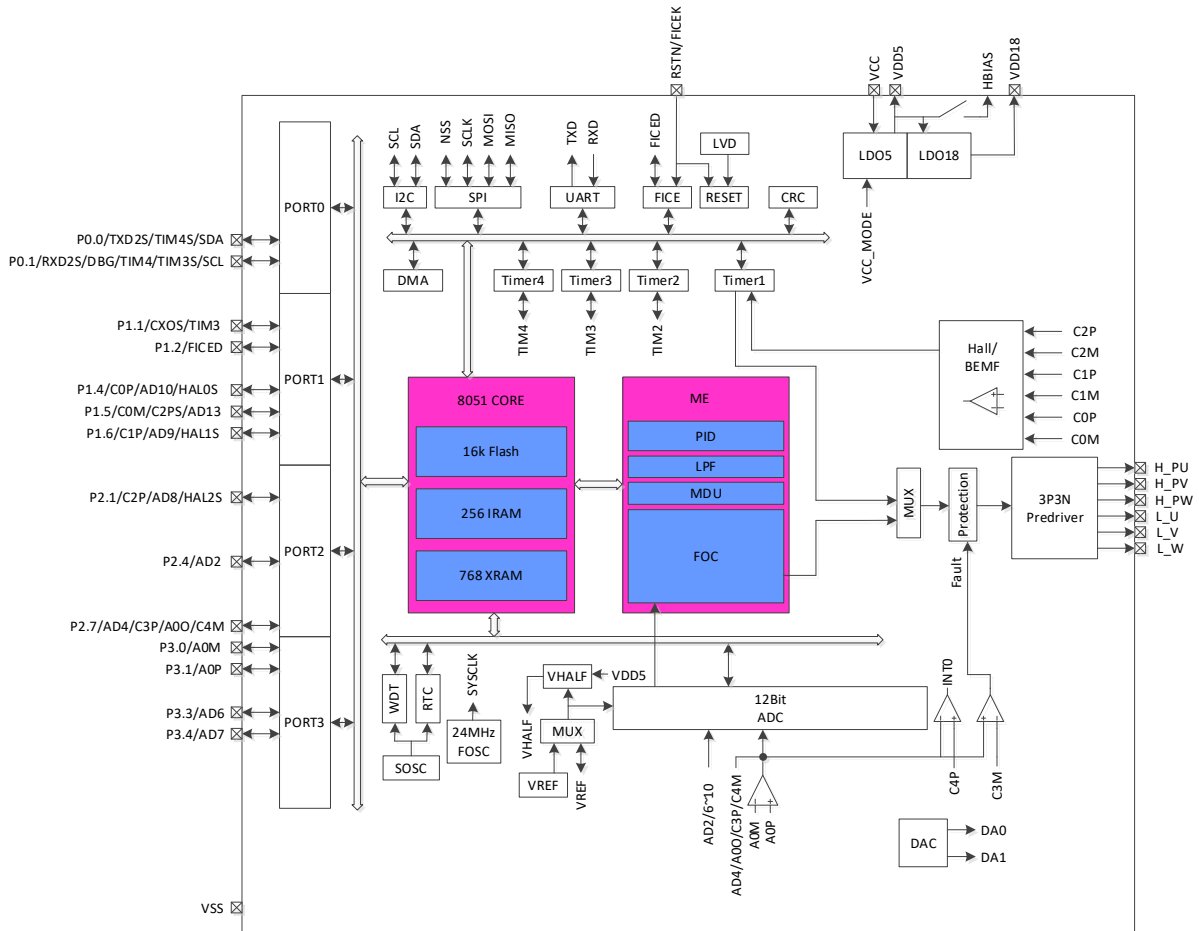 RSTN/FICEK
VCC
VDD5
HBIAS
VDD18
SCL
SDA
NSS
SCLK
MOSI
MISO
TXD
RXD
FICED
LVD
LDO5
LDO18
I2C
SPI
UART
FICE
RESET
CRC
VCC_MODE
PORT0
P0.0/TXD2S/TIM4S/SDA
P0.1/RXD2S/DBG/TIM4/TIM3S/SCL
DMA
Timer4
Timer3
Timer2
Timer1
TIM4
TIM3
TIM2
P1.1/CXOS/TIM3
P1.2/FICED
PORT1
P1.4/C0P/AD10/HAL0S
P1.5/C0M/C2PS/AD13
P1.6/C1P/AD9/HAL1S
Hall/
BEMF
C2P
C2M
C1P
C1M
C0P
C0M
8051 CORE
16k Flash
256 IRAM
768 XRAM
ME
PID
LPF
MDU
FOC
MUX
Protection
Fault
3P3N
Predriver
H_PU
H_PV
H_PW
L_U
L_V
L_W
P2.1/C2P/AD8/HAL2S
PORT2
P2.4/AD2
P2.7/AD4/C3P/A0O/C4M
P3.0/A0M
P3.1/A0P
PORT3
P3.3/AD6
P3.4/AD7
WDT
RTC
SOSC
SYSCLK
24MHz
FOSC
VHALF
VDD5
VHALF
MUX
VREF
VREF
12Bit
ADC
INT0
AD2/6~10
AD4/A0O/C3P/C4M
A0M
A0P
C4P
C3M
DAC
DA0
DA1
VSS